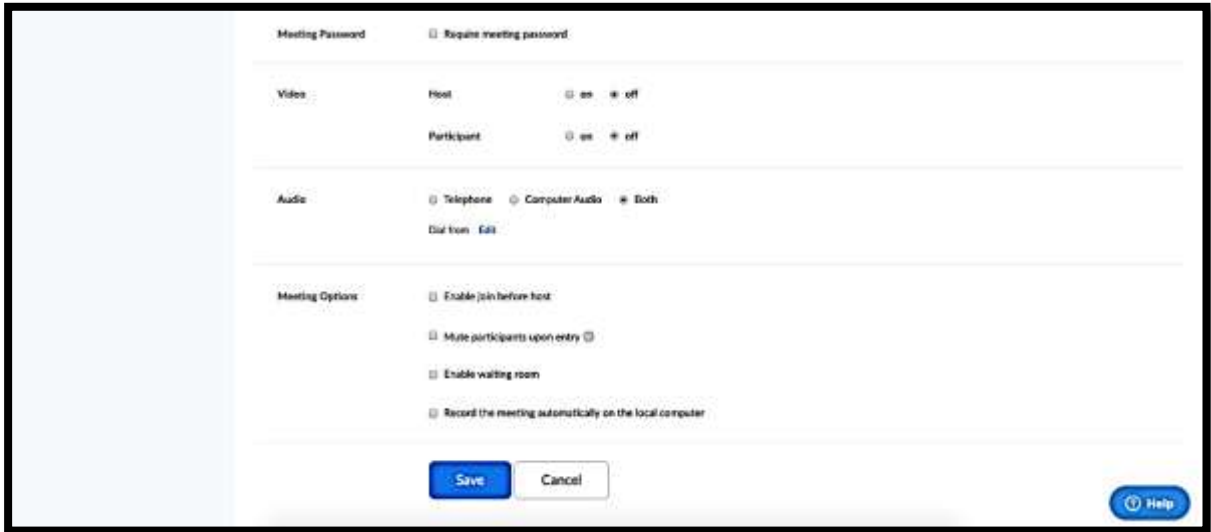 Meeting Password Require meeting password
Video Host on off
Participant on off
Audio Telephone Computer Audio Both
Dial from Edit
Meeting Options Enable join before host
Mute participants upon entry
Enable waiting room
Record the meeting automatically on the local computer
Save Cancel
Help